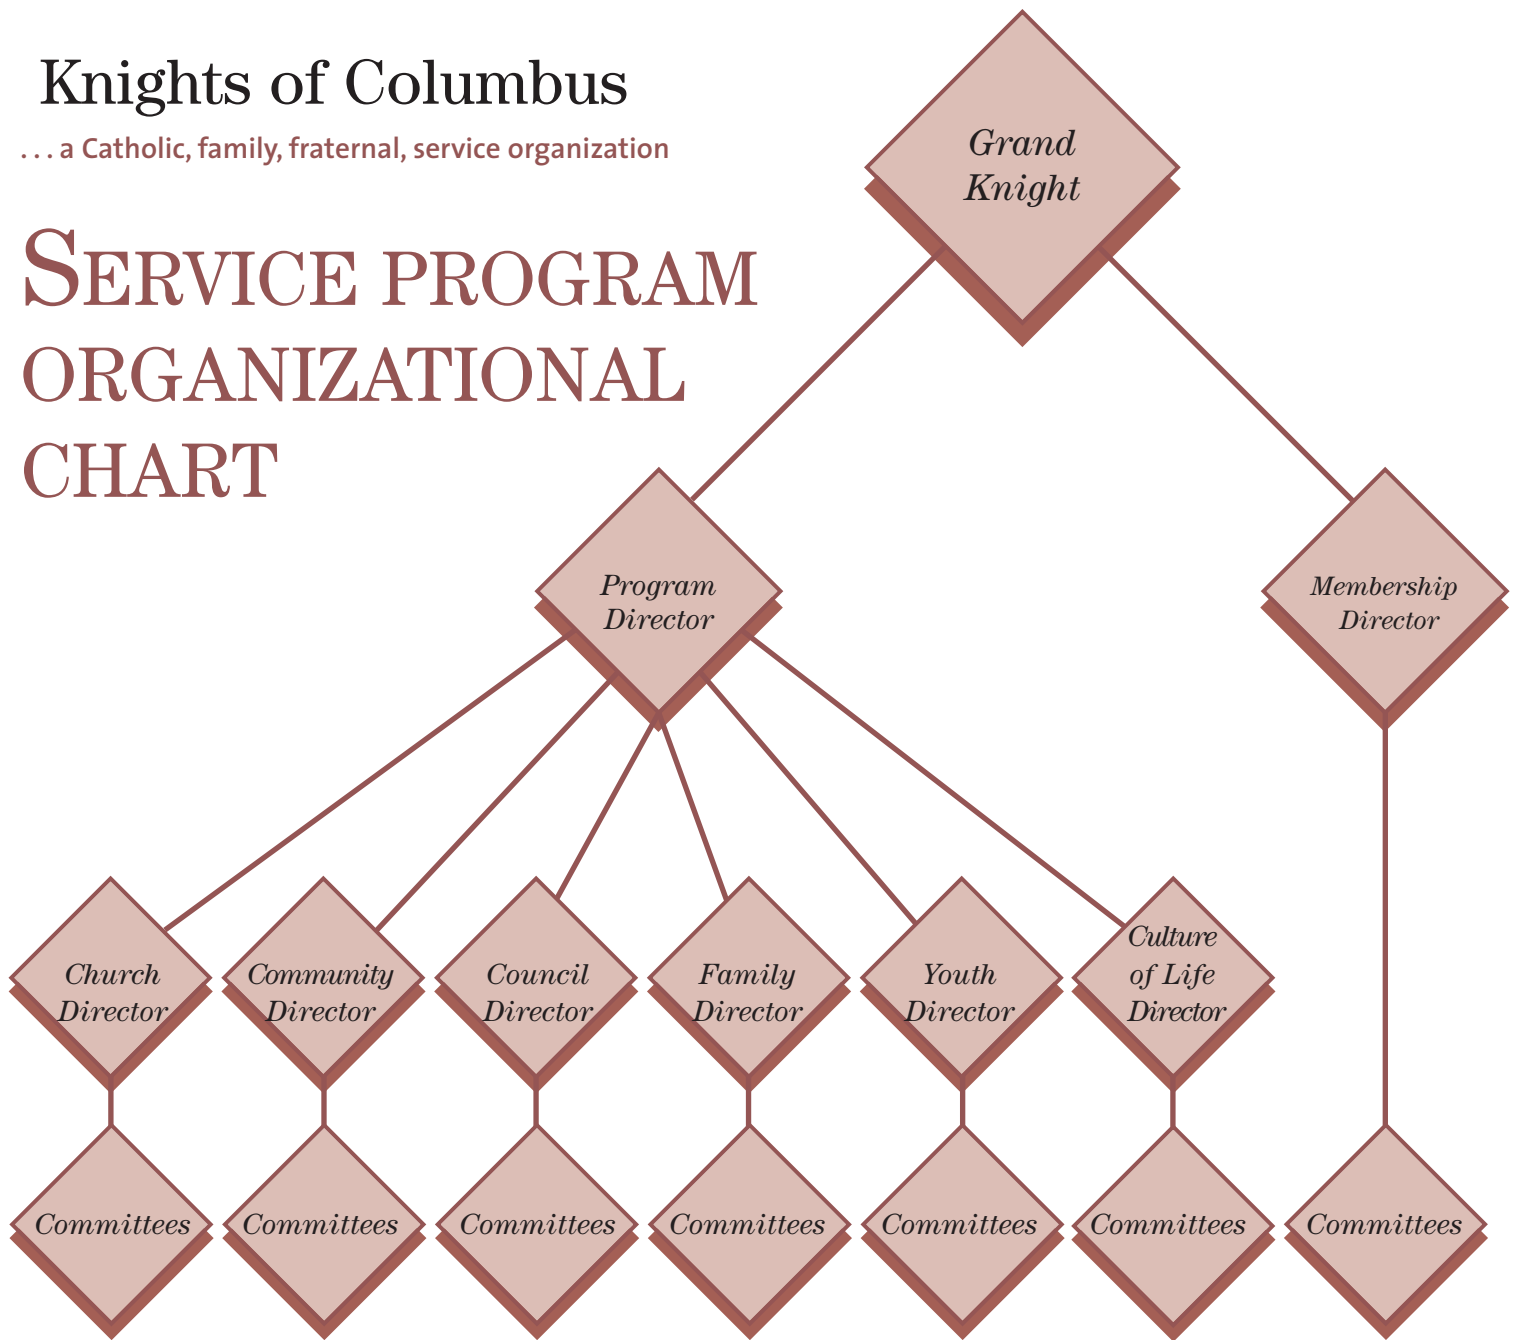 Knights of Columbus
. . . a Catholic, family, fraternal, service organization
SERVICE PROGRAM
ORGANIZATIONAL
CHART
Grand
Knight
Program
Director
Membership
Director
Church
Director
Community
Director
Council
Director
Family
Director
Youth
Director
Culture
of Life
Director
Committees
Committees
Committees
Committees
Committees
Committees
Committees